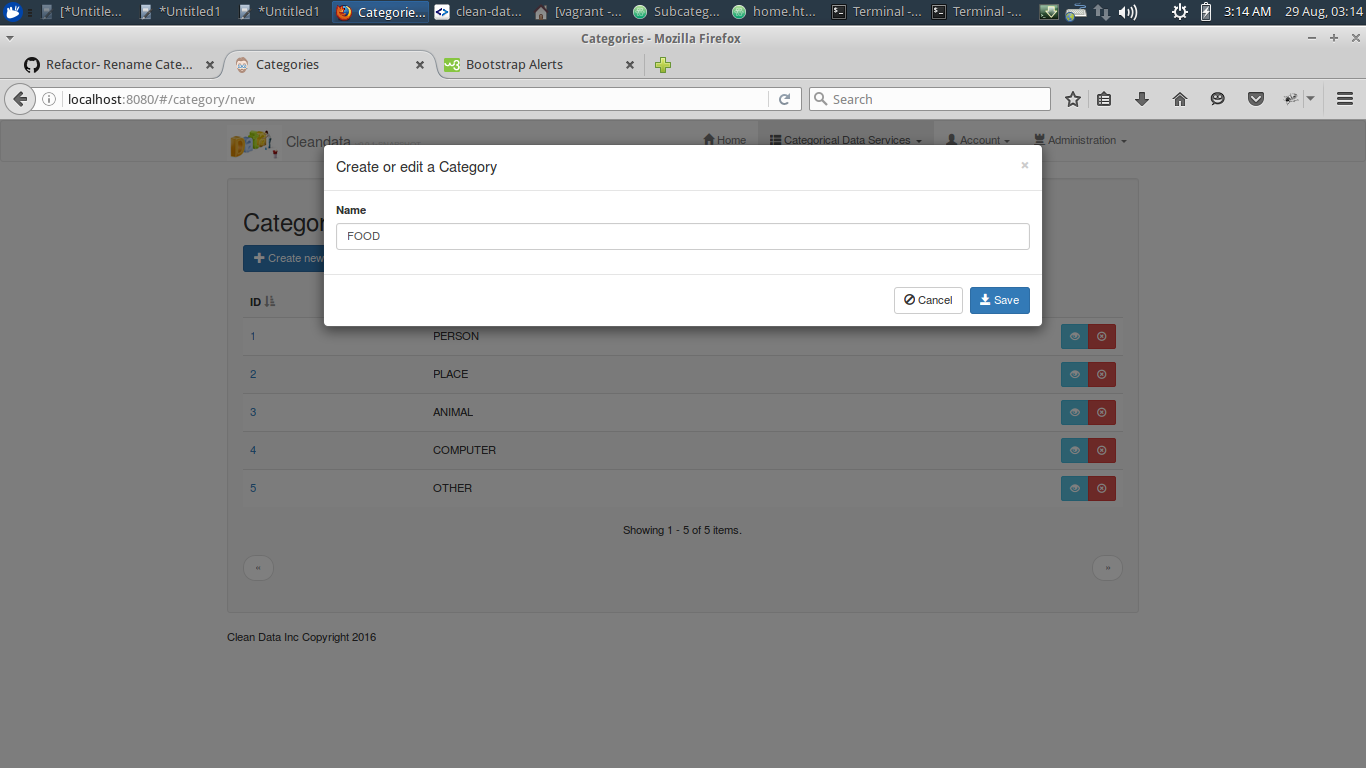 [*Untitle... *Untitled1 *Untitled1 Categorie... clean-dat... [vagrant -... Subcateg... home.ht... Terminal -... Terminal -... 3:14 AM 29 Aug, 03:14
Categories - Mozilla Firefox
Refactor- Rename Cate... Categories Bootstrap Alerts
localhost:8080/#/category/new Search
Cleandata Home Categorical Data Services Account Administration
Create or edit a Category ×
Name
FOOD
Cancel Save
Categor
Create new
ID
1 PERSON
2 PLACE
3 ANIMAL
4 COMPUTER
5 OTHER
Showing 1 - 5 of 5 items.
Clean Data Inc Copyright 2016